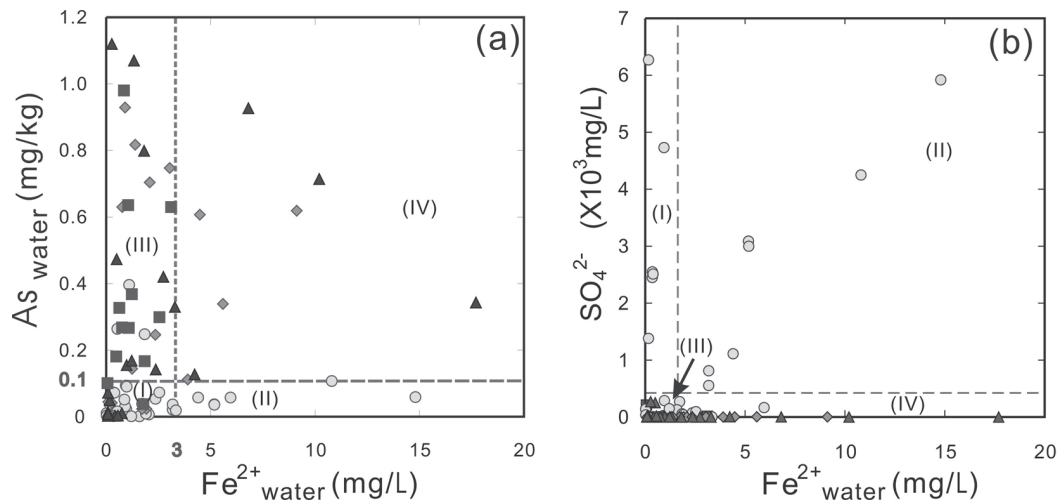 (a)
As water (mg/kg)
1.2
1.0
0.8
0.6
0.4
0.2
0.1
0
(III)
(IV)
(I)
(II)
0 3 5 10 15 20
Fe2+ water (mg/L)
(b)
SO4 2- (X103mg/L)
7
6
5
4
3
2
1
0
(I)
(II)
(III)
(IV)
0 5 10 15 20
Fe2+ water (mg/L)